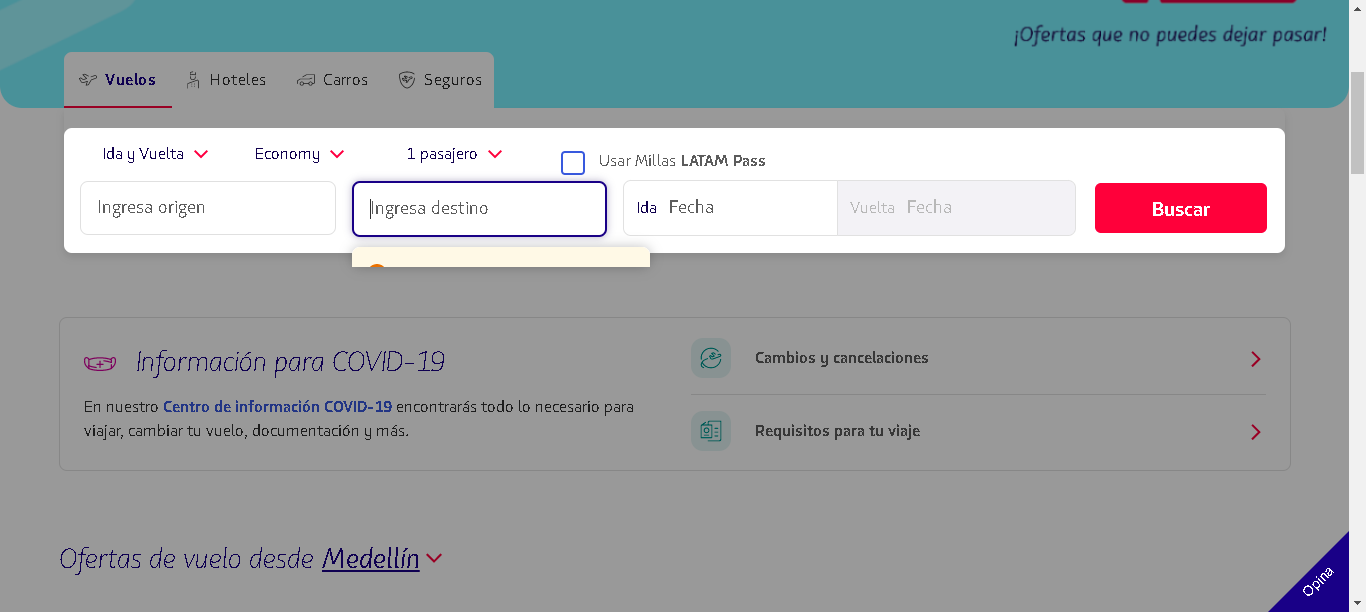 ¡Ofertas que no puedes dejar pasar!
Vuelos Hoteles Carros Seguros
Ida y Vuelta Economy 1 pasajero Usar Millas LATAM Pass
Ingresa origen Ingresa destino Ida Fecha Vuelta Fecha Buscar
Información para COVID-19
En nuestro Centro de información COVID-19 encontrarás todo lo necesario para
viajar, cambiar tu vuelo, documentación y más.
Cambios y cancelaciones
Requisitos para tu viaje
Ofertas de vuelo desde Medellín
Opina